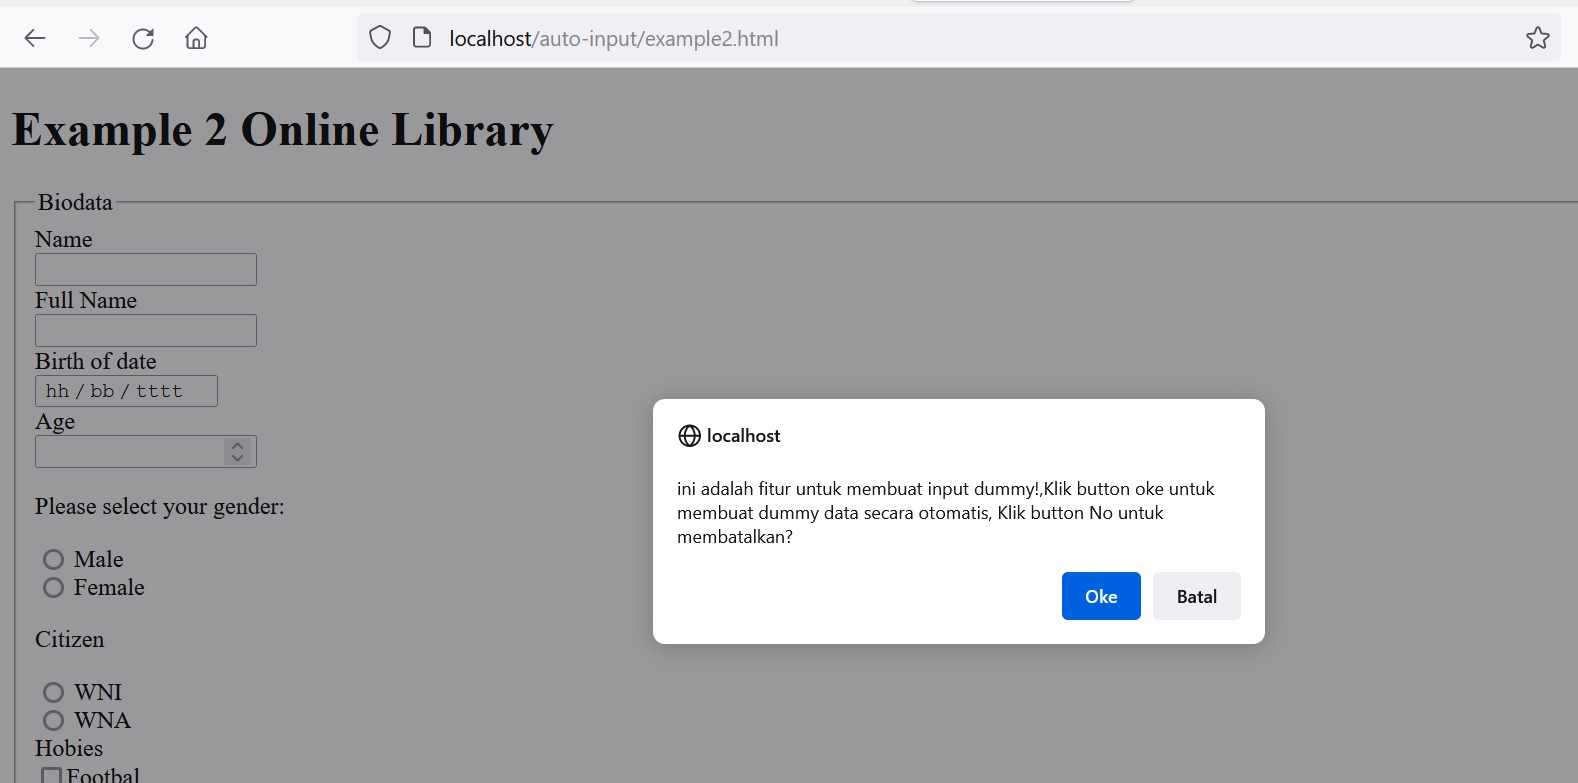 localhost/auto-input/example2.html
Example 2 Online Library
Biodata
Name
Full Name
Birth of date
hh / bb / tttt
Age
Please select your gender:
Male
Female
Citizen
WNI
WNA
Hobies
Footbal
localhost
ini adalah fitur untuk membuat input dummy!,Klik button oke untuk
membuat dummy data secara otomatis, Klik button No untuk
membatalkan?
Oke
Batal